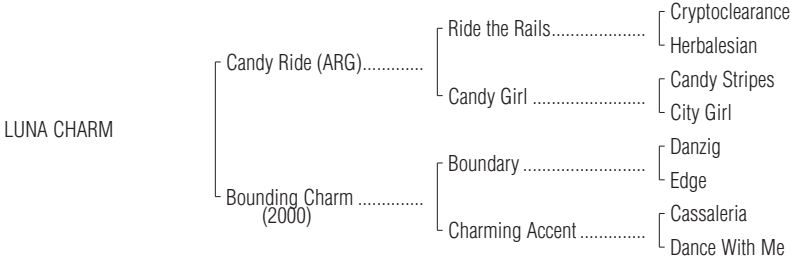 Cryptoclearance
Ride the Rails.....................
Herbalesian
Candy Ride (ARG).............
Candy Stripes
Candy Girl .........................
City Girl
LUNA CHARM
Danzig
Boundary ...........................
Edge
Bounding Charm ..............
(2000)
Cassaleria
Charming Accent ..............
Dance With Me